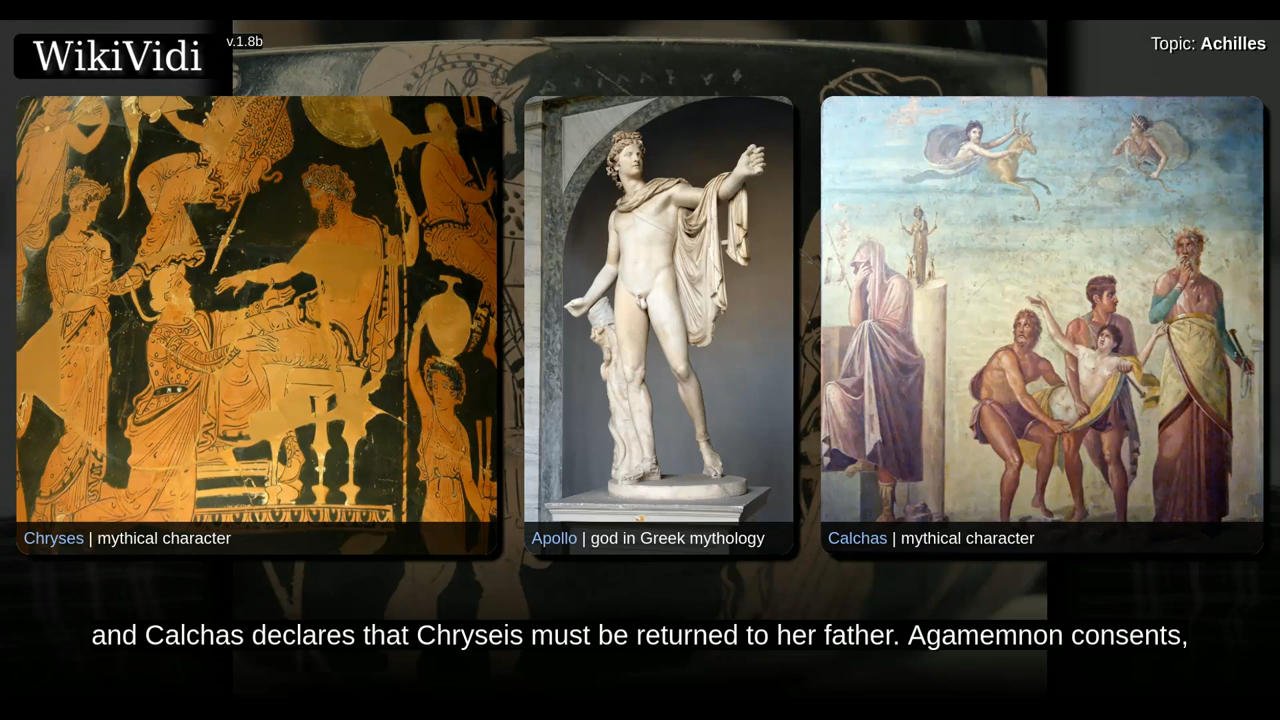 WikiVidi
v.1.8b
Topic: Achilles
Chryses | mythical character
Apollo | god in Greek mythology
Calchas | mythical character
and Calchas declares that Chryseis must be returned to her father. Agamemnon consents,